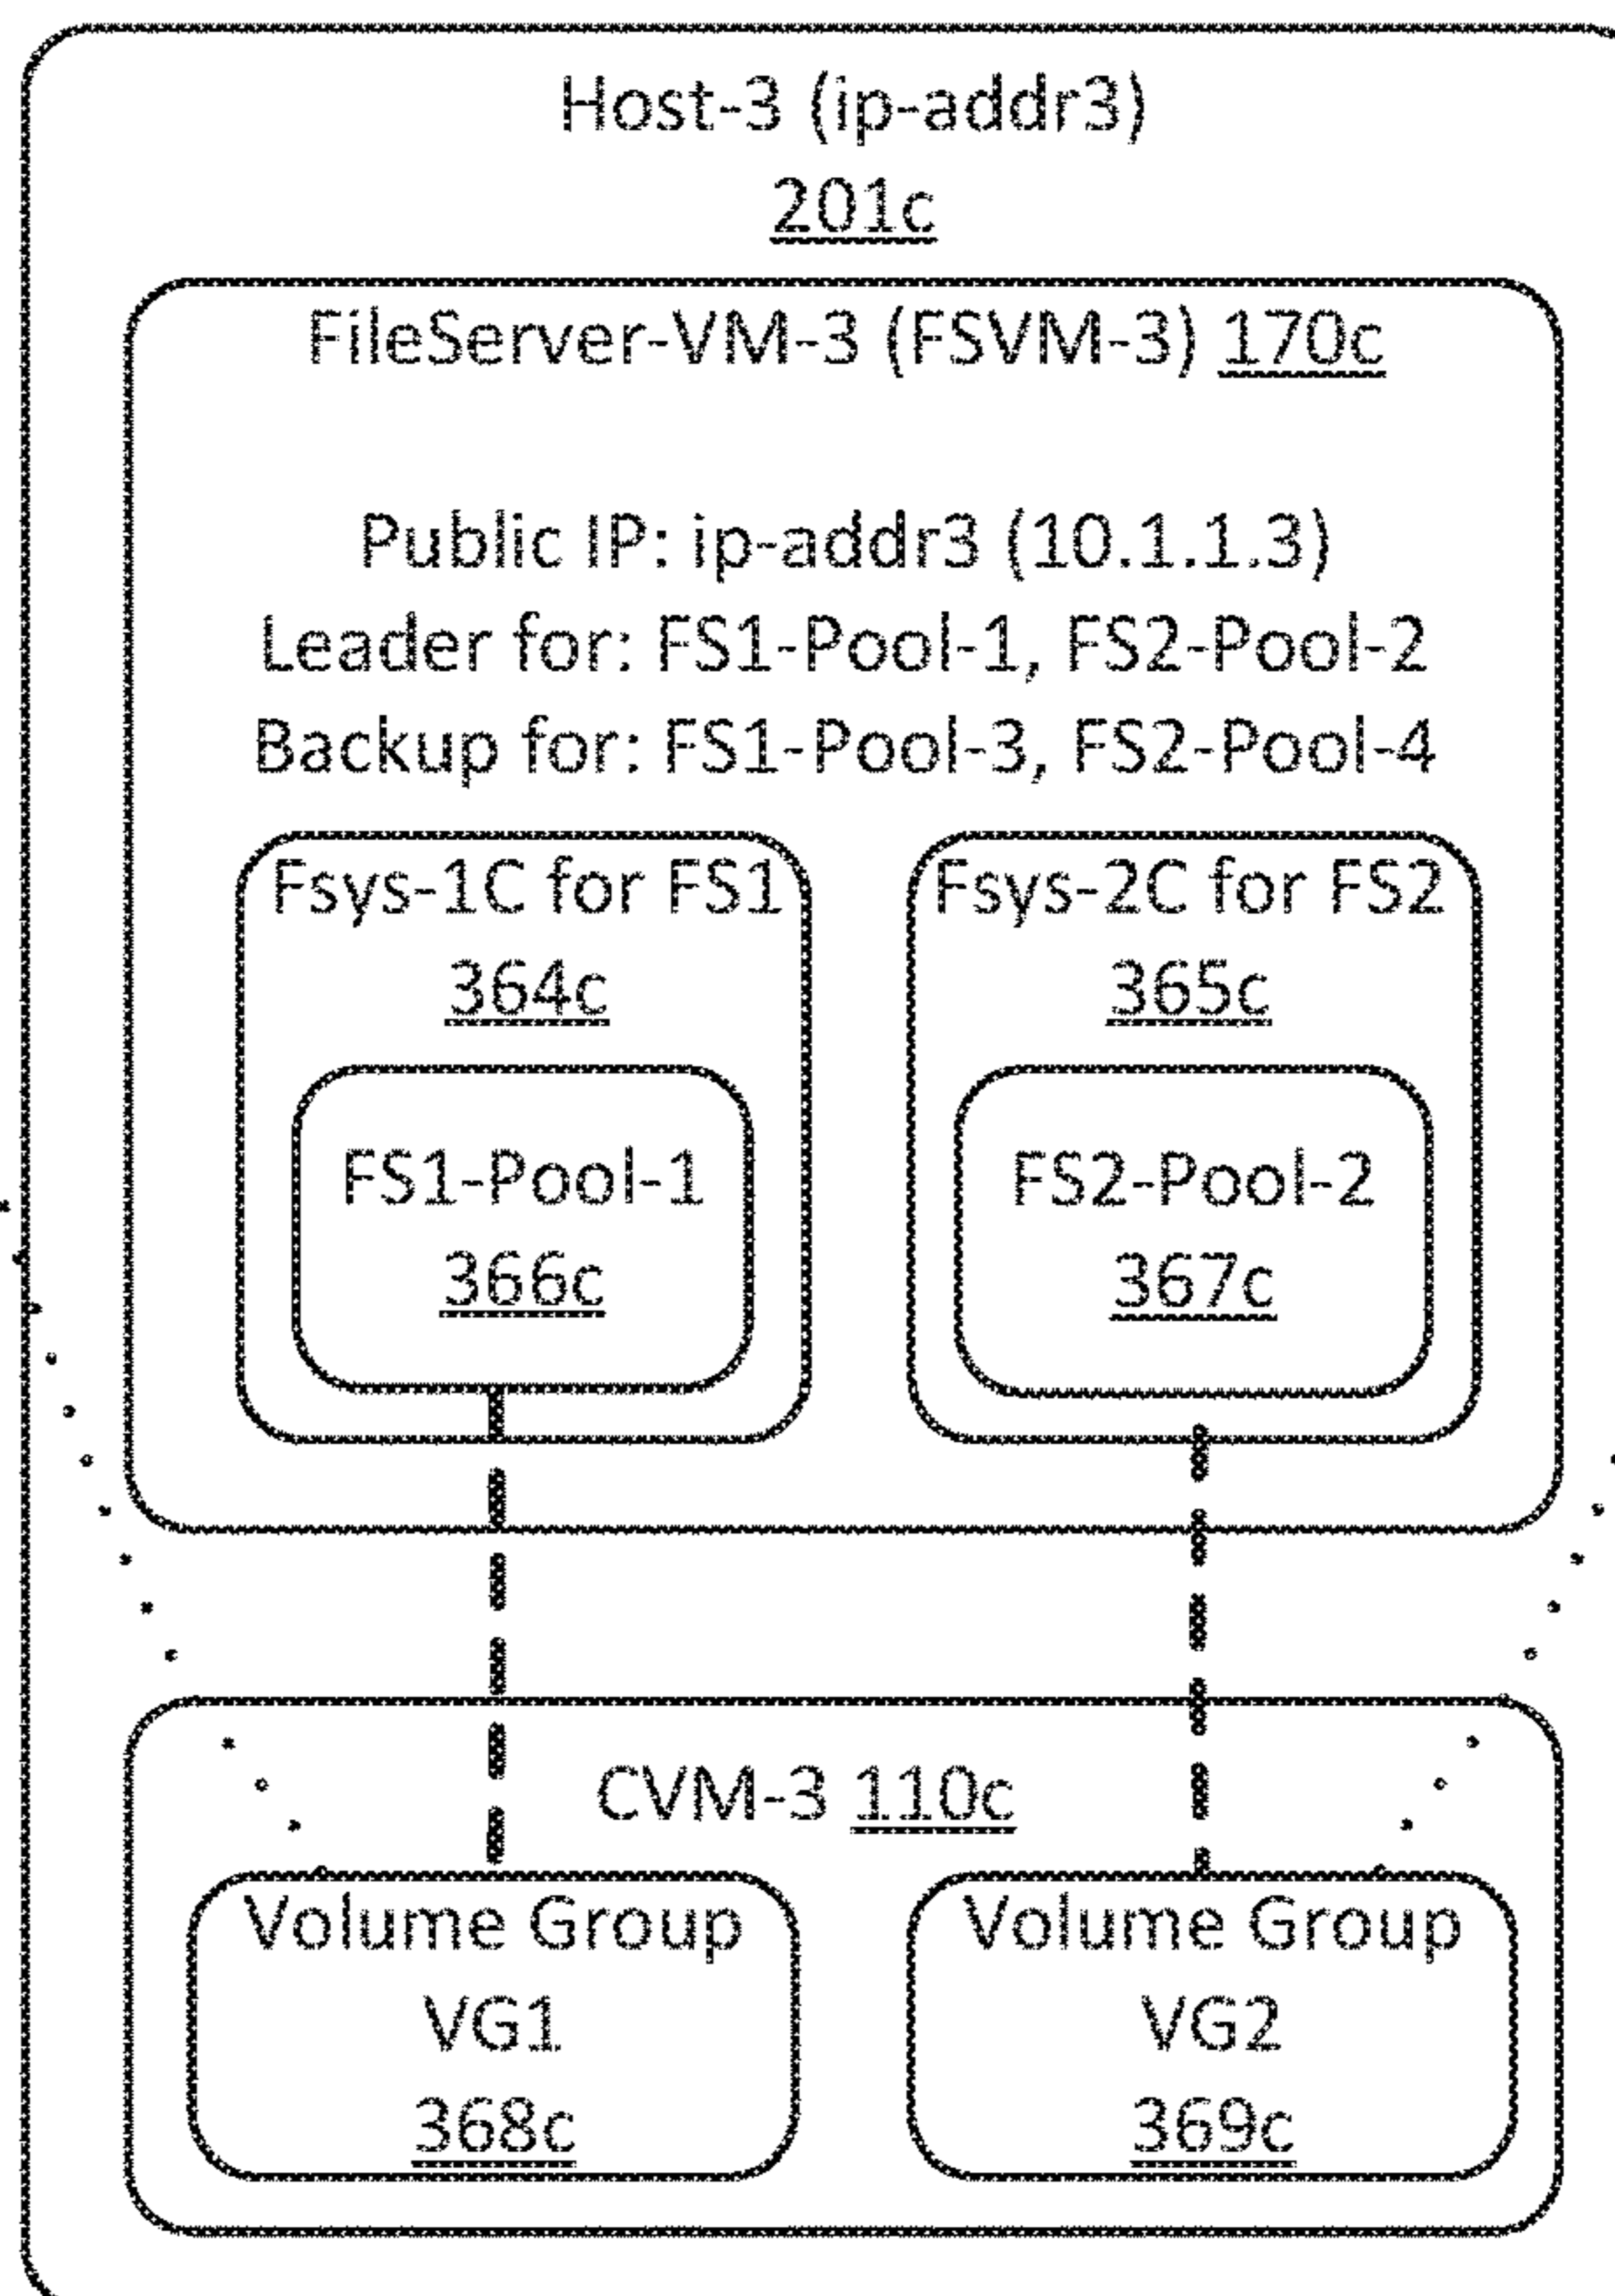 Host-3 (ip-addr3)
201c
FileServer-VM-3 (FSVM-3) 170c
Public IP: ip-addr3 (10.1.1.3)
Leader for: FS1-Pool-1, FS2-Pool-2
Backup for: FS1-Pool-3, FS2-Pool-4
Fsys-1C for FS1
364c
FS1-Pool-1
366c
Fsys-2C for FS2
365c
FS2-Pool-2
367c
CVM-3 110c
Volume Group
VG1
368c
Volume Group
VG2
369c